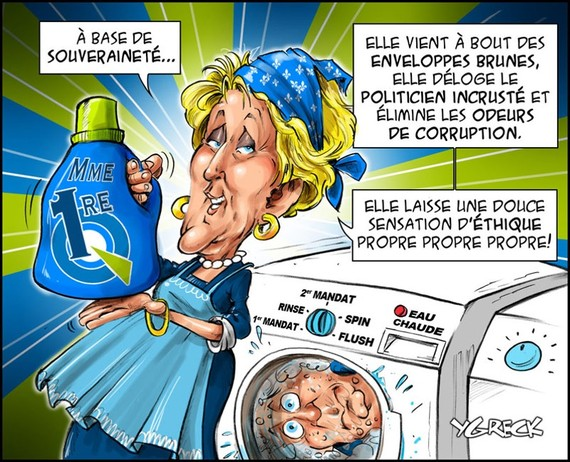 À BASE DE
SOUVERAINETÉ...
ELLE VIENT À BOUT DES
ENVELOPPES BRUNES,
ELLE DÉLOGE LE
POLITICIEN INCRUSTÉ ET
ÉLIMINE LES ODEURS
DE CORRUPTION.
ELLE LAISSE UNE DOUCE
SENSATION D'ÉTHIQUE
PROPRE PROPRE PROPRE!
MME
1RE
2er MANDAT
RINSE
SPIN
1er MANDAT
FLUSH
EAU
CHAUDE
YGRECK